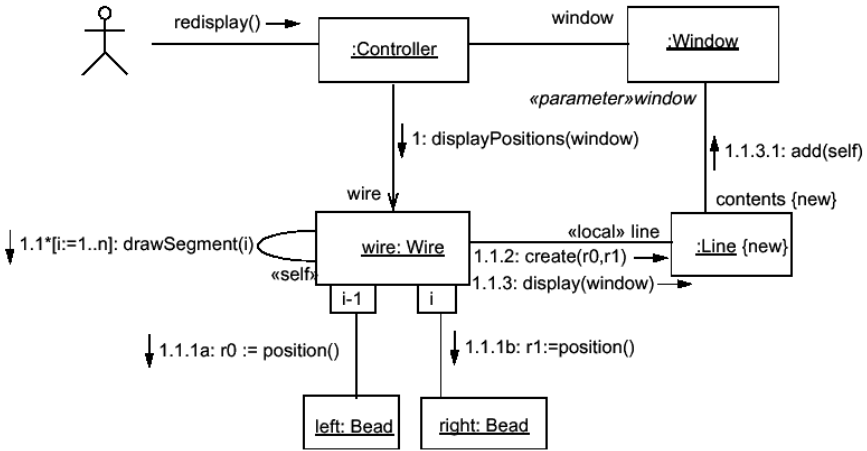 redisplay()
window
:Controller
:Window
«parameter»window
1: displayPositions(window)
1.1.3.1: add(self)
wire
contents {new}
1.1*[i:=1..n]: drawSegment(i)
wire: Wire
«local» line
:Line {new}
1.1.2: create(r0,r1)
«self»
1.1.3: display(window)
i-1
i
1.1.1a: r0 := position()
1.1.1b: r1:=position()
left: Bead
right: Bead